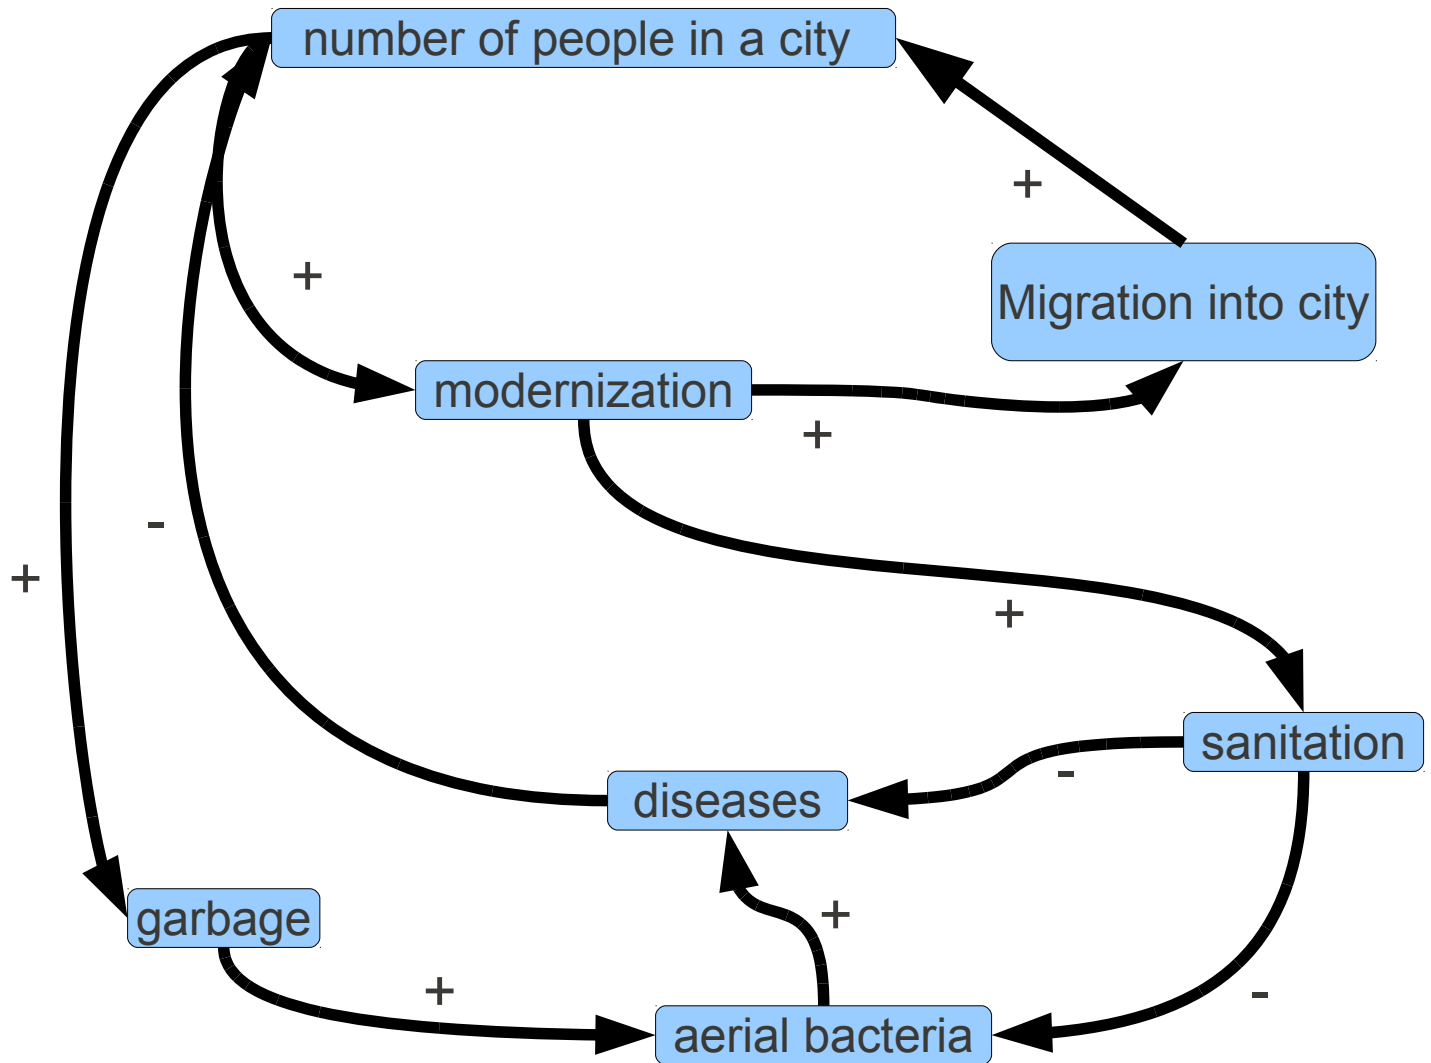 number of people in a city
+
Migration into city
+
modernization
+
-
+
+
sanitation
-
diseases
garbage
+
+
-
aerial bacteria